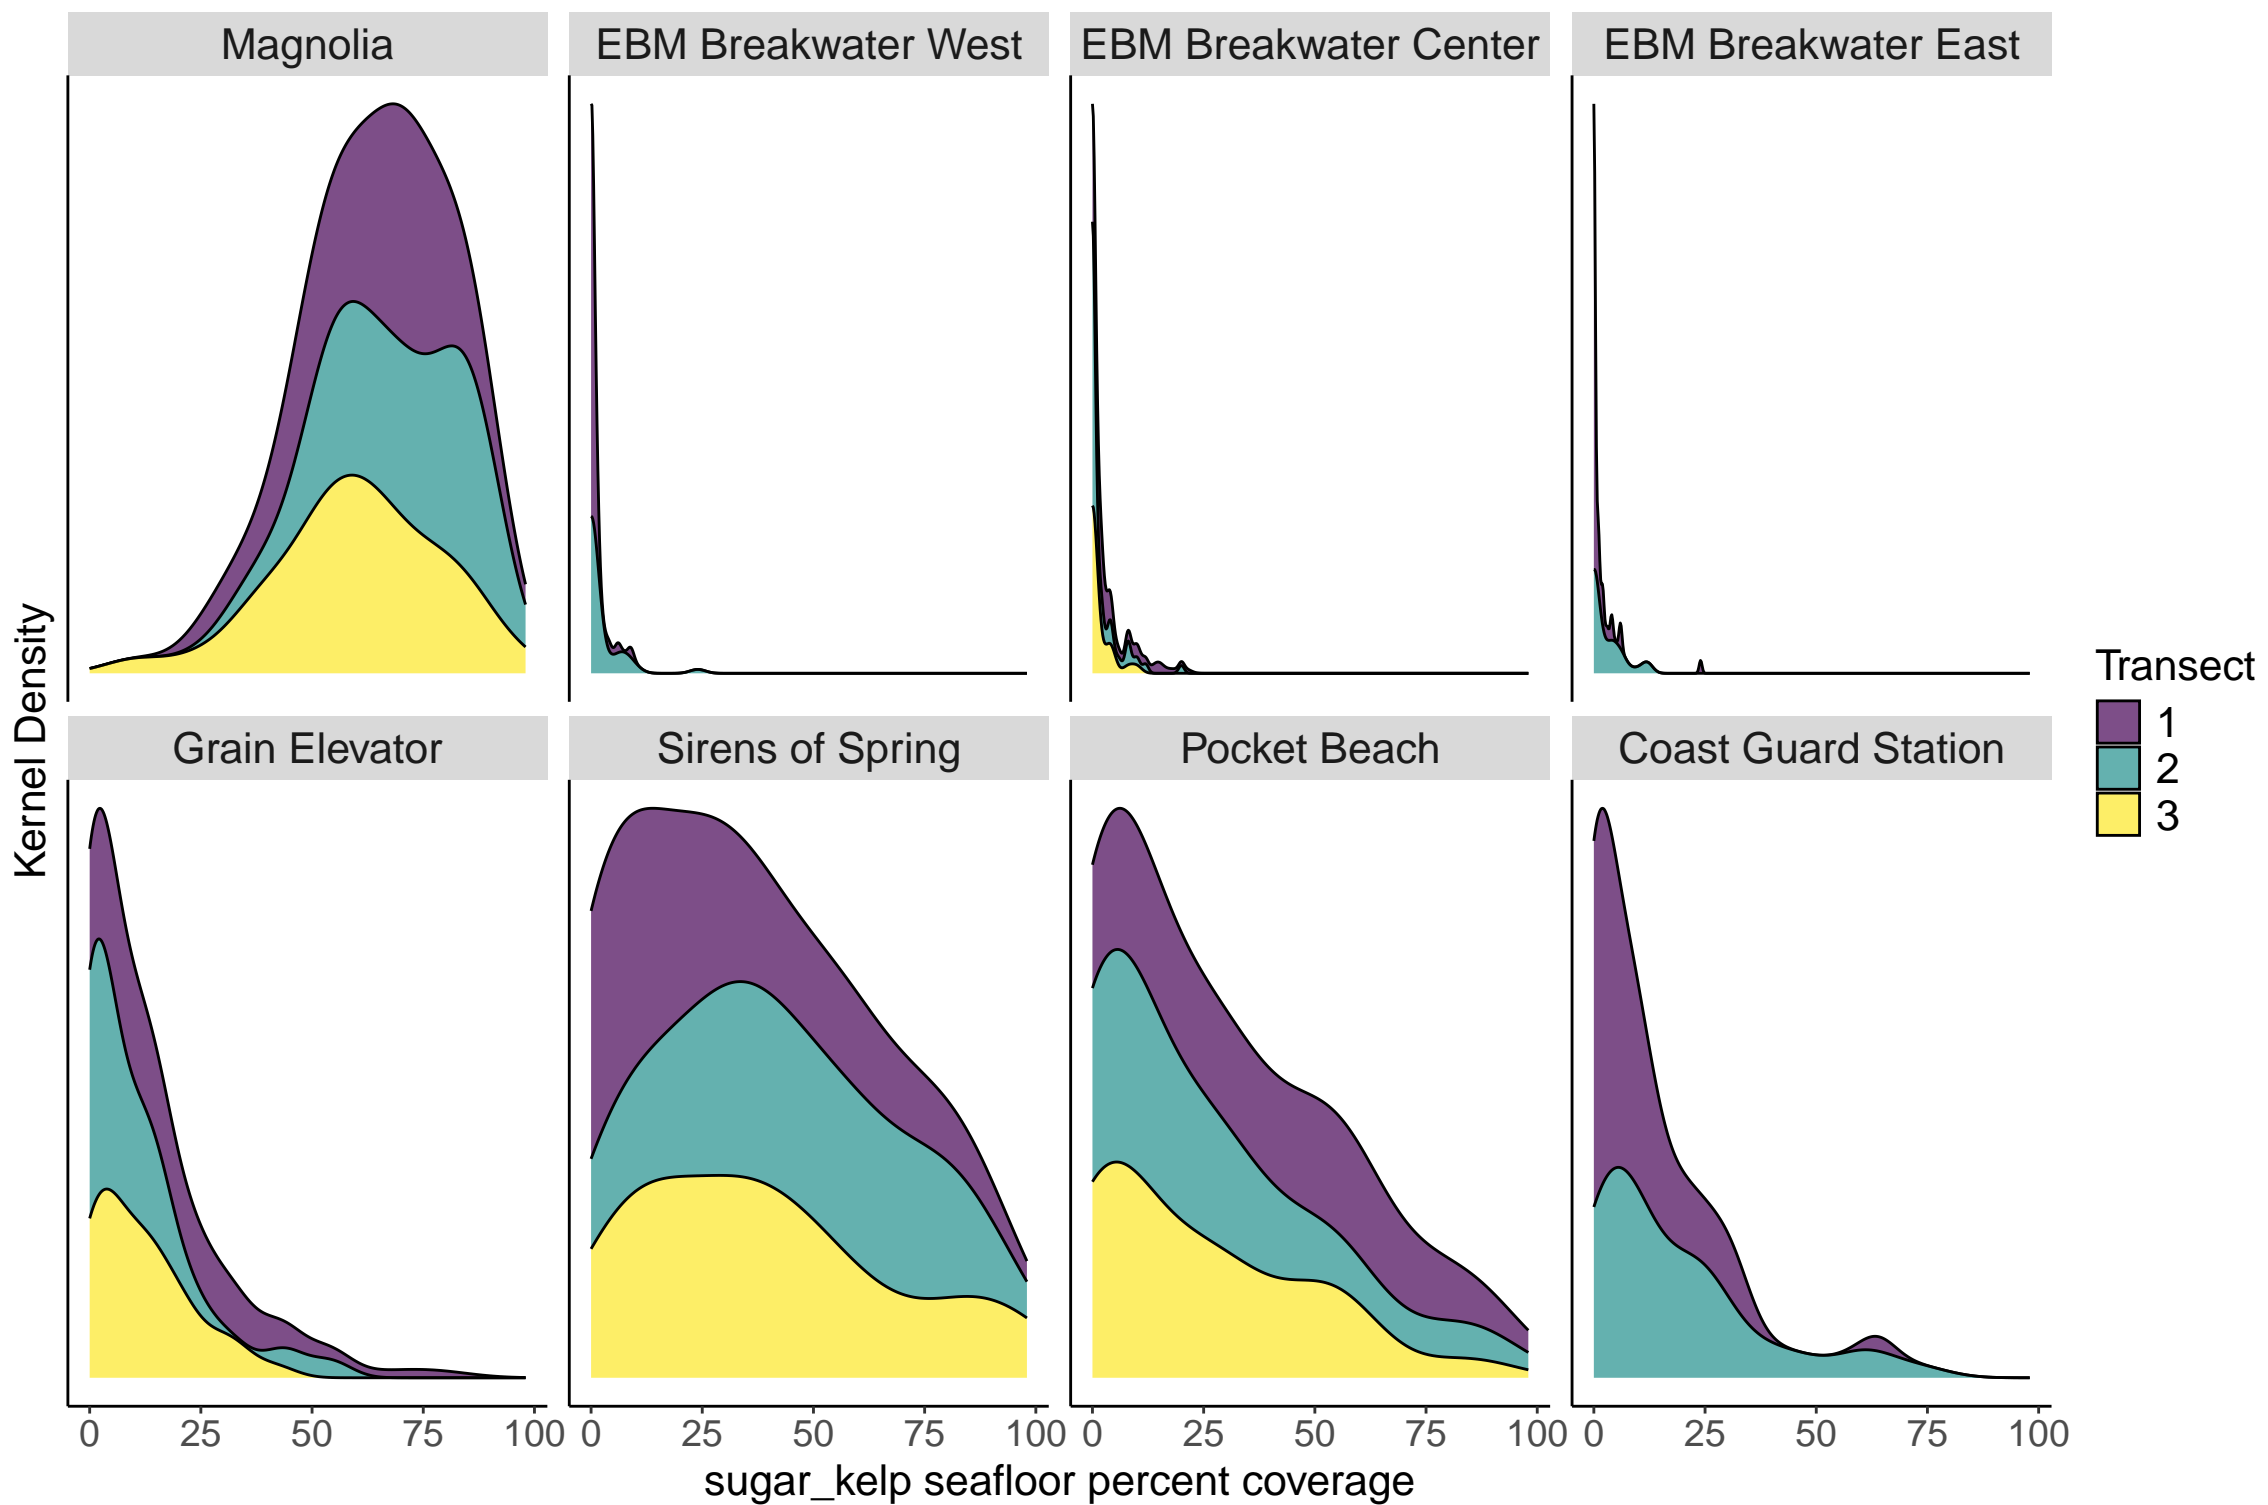 Magnolia
EBM Breakwater West
EBM Breakwater Center
EBM Breakwater East
Kernel Density
Grain Elevator
Sirens of Spring
Pocket Beach
Coast Guard Station
0 25 50 75 100
0 25 50 75 100
0 25 50 75 100
0 25 50 75 100
sugar_kelp seafloor percent coverage
Transect
1
2
3